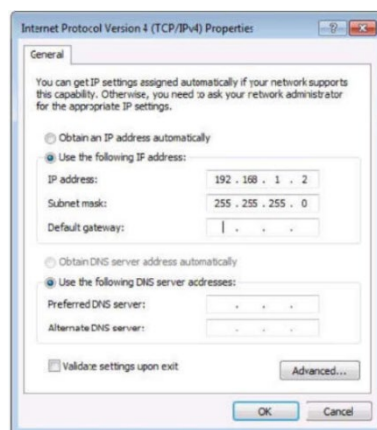 Internet Protocol Version 4 (TCP/IPv4) Properties
General
You can get IP settings assigned automatically if your network supports
this capability. Otherwise, you need to ask your network administrator
for the appropriate IP settings.
Obtain an IP address automatically
Use the following IP address:
IP address: 192 . 168 . 1 . 2
Subnet mask: 255 . 255 . 255 . 0
Default gateway: . . .
Obtain DNS server address automatically
Use the following DNS server addresses:
Preferred DNS server: . . .
Alternate DNS server: . . .
Validate settings upon exit
Advanced...
OK Cancel